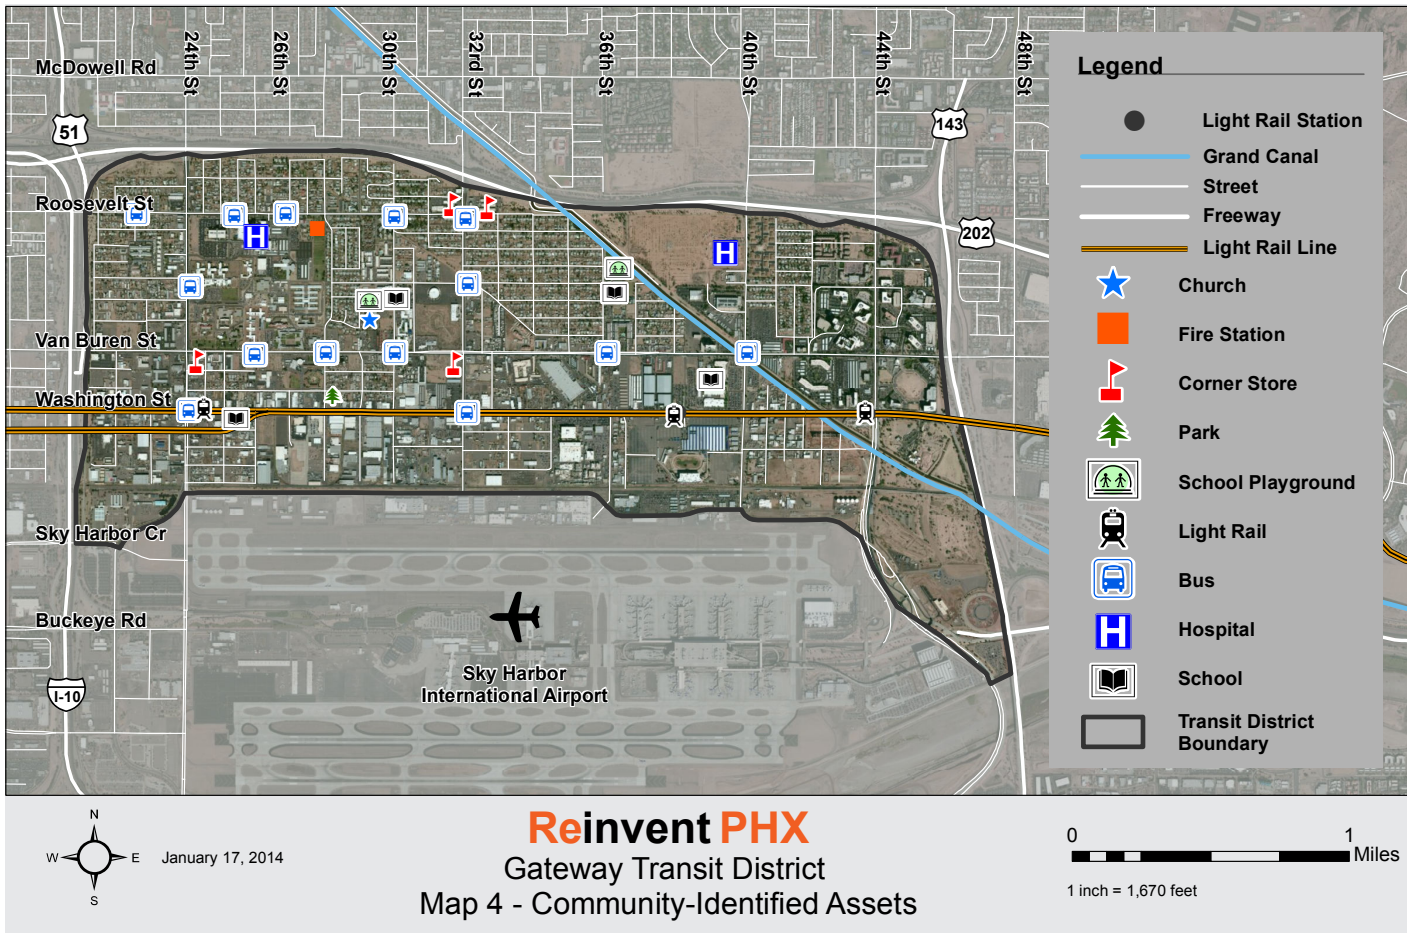 24th St
26th St
30th St
32rd St
36th St
40th St
44th St
48th St
McDowell Rd
51
143
Roosevelt St
202
H
H
Van Buren St
Washington St
Sky Harbor Cr
Buckeye Rd
I-10
Sky Harbor
International Airport
Legend
Light Rail Station
Grand Canal
Street
Freeway
Light Rail Line
Church
Fire Station
Corner Store
Park
School Playground
Light Rail
Bus
H Hospital
School
Transit District
Boundary
N
W E
S
January 17, 2014
Reinvent PHX
Gateway Transit District
Map 4 - Community-Identified Assets
0 1
Miles
1 inch = 1,670 feet